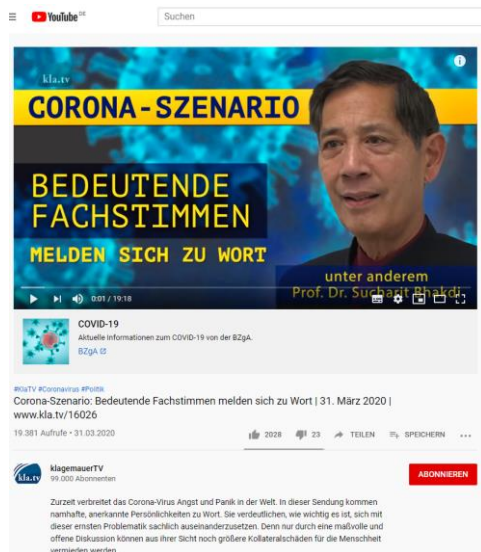 YouTube DE
Suchen
kla.tv
CORONA-SZENARIO
BEDEUTENDE
FACHSTIMMEN
MELDEN SICH ZU WORT
unter anderem
Prof. Dr. Sucharit Bhakdi
0:01 / 19:18
COVID-19
Aktuelle Informationen zum COVID-19 von der BZgA.
BZgA
#KlaTV #Coronavirus #Politik
Corona-Szenario: Bedeutende Fachstimmen melden sich zu Wort | 31. März 2020 |
www.kla.tv/16026
19.381 Aufrufe • 31.03.2020
2028
23
TEILEN
SPEICHERN
kla.tv
klagemauerTV
99.000 Abonnenten
ABONNIEREN
Zurzeit verbreitet das Corona-Virus Angst und Panik in der Welt. In dieser Sendung kommen
namhafte, anerkannte Persönlichkeiten zu Wort. Sie verdeutlichen, wie wichtig es ist, sich mit
dieser ernsten Problematik sachlich auseinanderzusetzen. Denn nur durch eine maßvolle und
offene Diskussion können aus ihrer Sicht noch größere Kollateralschäden für die Menschheit
vermieden werden.